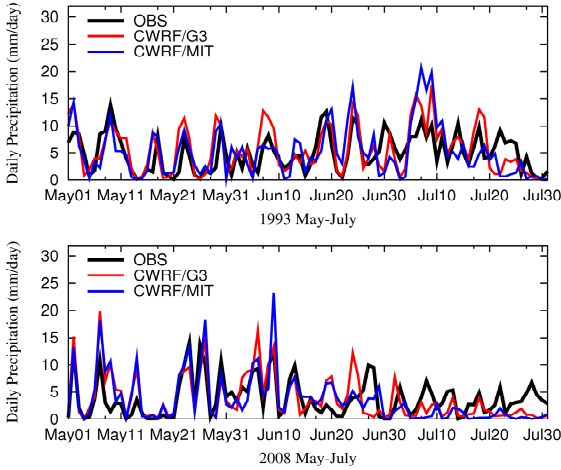 OBS
CWRF/G3
CWRF/MIT
Daily Precipitation (mm/day)
30
25
20
15
10
5
0
May01 May11 May21 May31 Jun10 Jun20 Jun30 Jul10 Jul20 Jul30
1993 May-July
OBS
CWRF/G3
CWRF/MIT
Daily Precipitation (mm/day)
30
25
20
15
10
5
0
May01 May11 May21 May31 Jun10 Jun20 Jun30 Jul10 Jul20 Jul30
2008 May-July